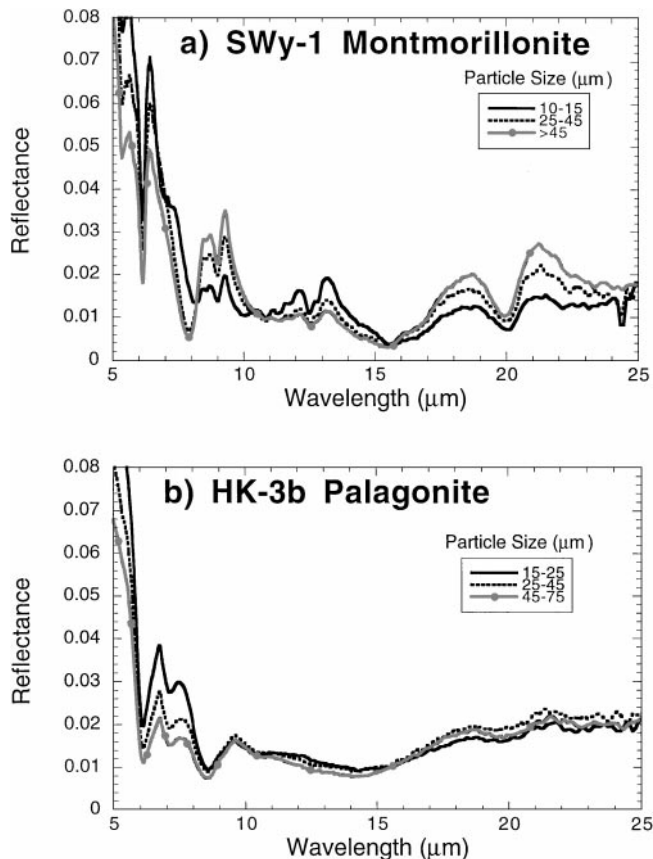 a) SWy-1 Montmorillonite
Particle Size (μm)
10-15
25-45
>45
0.08
0.07
0.06
0.05
0.04
0.03
0.02
0.01
0
Reflectance
5 10 15 20 25
Wavelength (μm)
b) HK-3b Palagonite
Particle Size (μm)
15-25
25-45
45-75
0.08
0.07
0.06
0.05
0.04
0.03
0.02
0.01
0
Reflectance
5 10 15 20 25
Wavelength (μm)